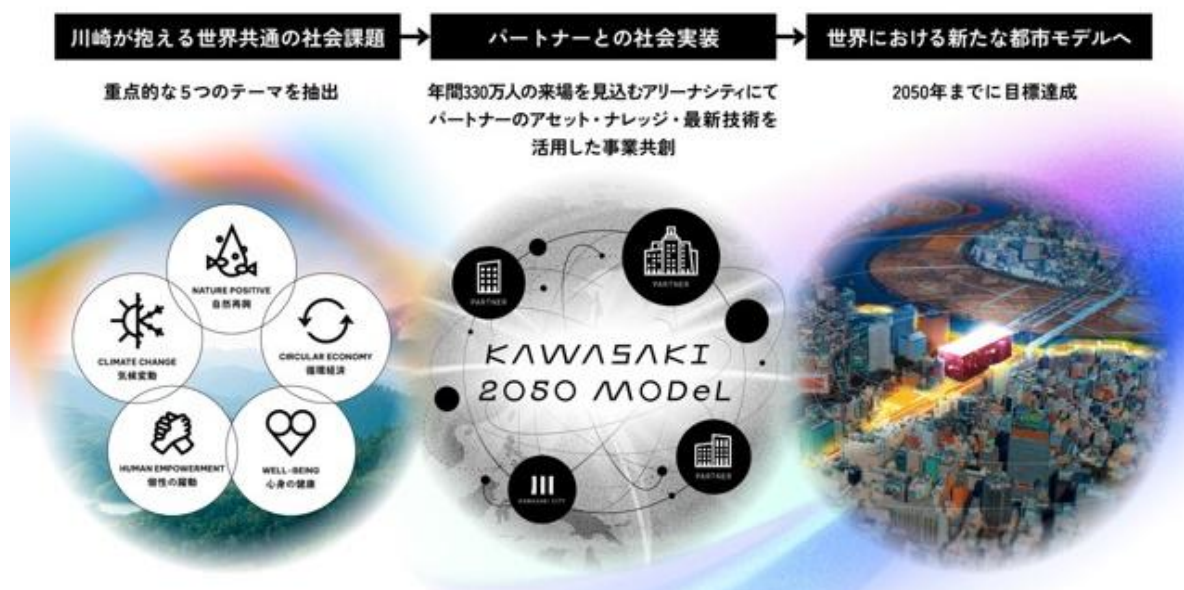 川崎が抱える世界共通の社会課題
パートナーとの社会実装
世界における新たな都市モデルへ
重点的な5つのテーマを抽出
年間330万人の来場を見込むアリーナシティにて
パートナーのアセット・ナレッジ・最新技術を
活用した事業共創
2050年までに目標達成
NATURE POSITIVE
自然再興
CLIMATE CHANGE
気候変動
CIRCULAR ECONOMY
循環経済
HUMAN EMPOWERMENT
個性の躍動
WELL-BEING
心身の健康
PARTNER
PARTNER
KAWASAKI
2050 MODeL
PARTNER
KAWASAKI CITY